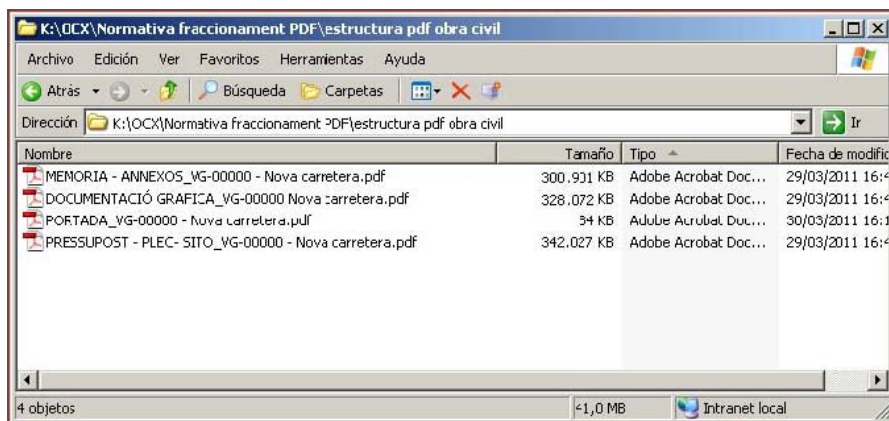 K:\OCX\Normativa fraccionament PDF\estructura pdf obra civil
Archivo Edición Ver Favoritos Herramientas Ayuda
Atrás Búsqueda Carpetas
Dirección K:\OCX\Normativa fraccionament PDF\estructura pdf obra civil Ir
Nombre Tamaño Tipo Fecha de modific
MEMORIA - ANNEXOS_VG-00000 - Nova carretera.pdf 300.901 KB Adobe Acrobat Doc... 29/03/2011 16:4
DOCUMENTACIÓ GRAFICA_VG-00000 Nova carretera.pdf 328.072 KB Adobe Acrobat Doc... 29/03/2011 16:4
PORTADA_VG-00000 - Nova carretera.pdf KB Adobe Acrobat Doc... 30/03/2011 16:1
PRESSUPOST - PLEC- SITO_VG-00000 - Nova carretera.pdf 342.027 KB Adobe Acrobat Doc... 29/03/2011 16:4
4 objetos MB Intranet local